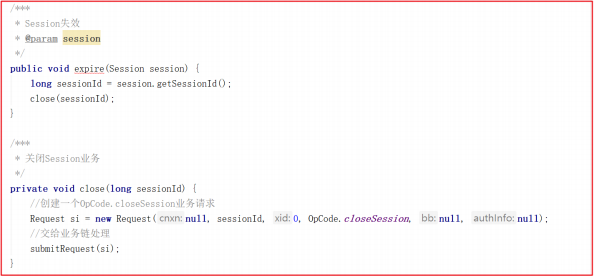 /***
 * Session失效
 * @param session
 */
public void expire(Session session) {
    long sessionId = session.getSessionId();
    close(sessionId);
}
/***
 * 关闭Session业务
 */
private void close(long sessionId) {
    //创建一个OpCode.closeSession业务请求
    Request si = new Request( cnxn: null, sessionId, xid: 0, OpCode.closeSession, bb: null, authInfo: null);
    //交给业务链处理
    submitRequest(si);
}